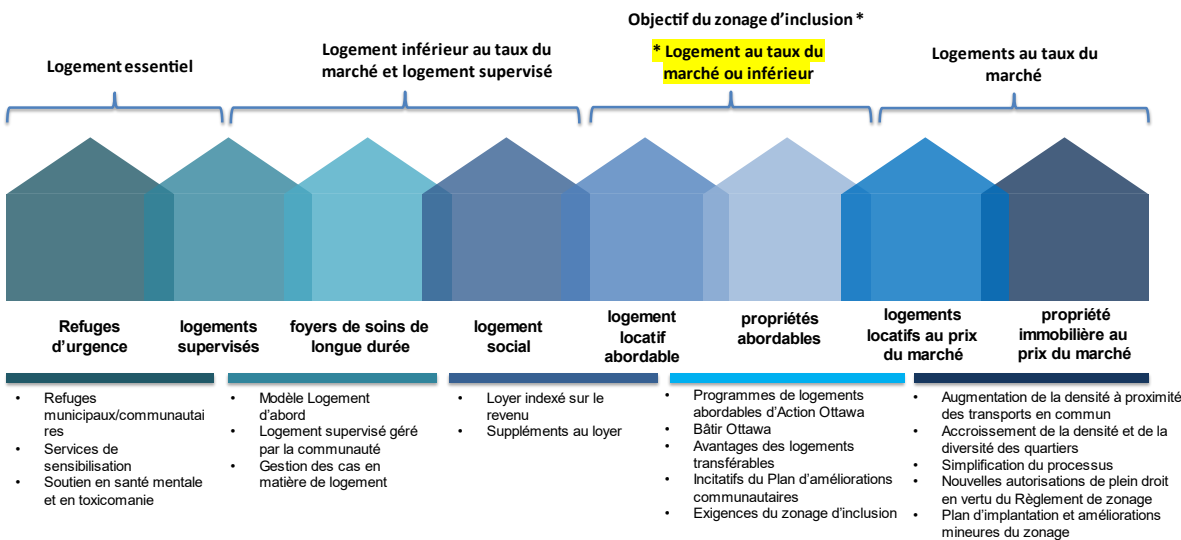 Objectif du zonage d'inclusion *
Logement essentiel
Logement inférieur au taux du
marché et logement supervisé
* Logement au taux du
marché ou inférieur
Logements au taux du
marché
Refuges
d'urgence
logements
supervisés
foyers de soins de
longue durée
logement
social
logement
locatif
abordable
propriétés
abordables
logements
locatifs au prix
du marché
propriété
immobilière au
prix du marché
• Refuges
municipaux/communautai
res
• Services de
sensibilisation
• Soutien en santé mentale
et en toxicomanie
• Modèle Logement
d'abord
• Logement supervisé géré
par la communauté
• Gestion des cas en
matière de logement
• Loyer indexé sur le
revenu
• Suppléments au loyer
• Programmes de logements
abordables d'Action Ottawa
• Bâtir Ottawa
• Avantages des logements
transférables
• Incitatifs du Plan d'améliorations
communautaires
• Exigences du zonage d'inclusion
• Augmentation de la densité à proximité
des transports en commun
• Accroissement de la densité et de la
diversité des quartiers
• Simplification du processus
• Nouvelles autorisations de plein droit
en vertu du Règlement de zonage
• Plan d'implantation et améliorations
mineures du zonage